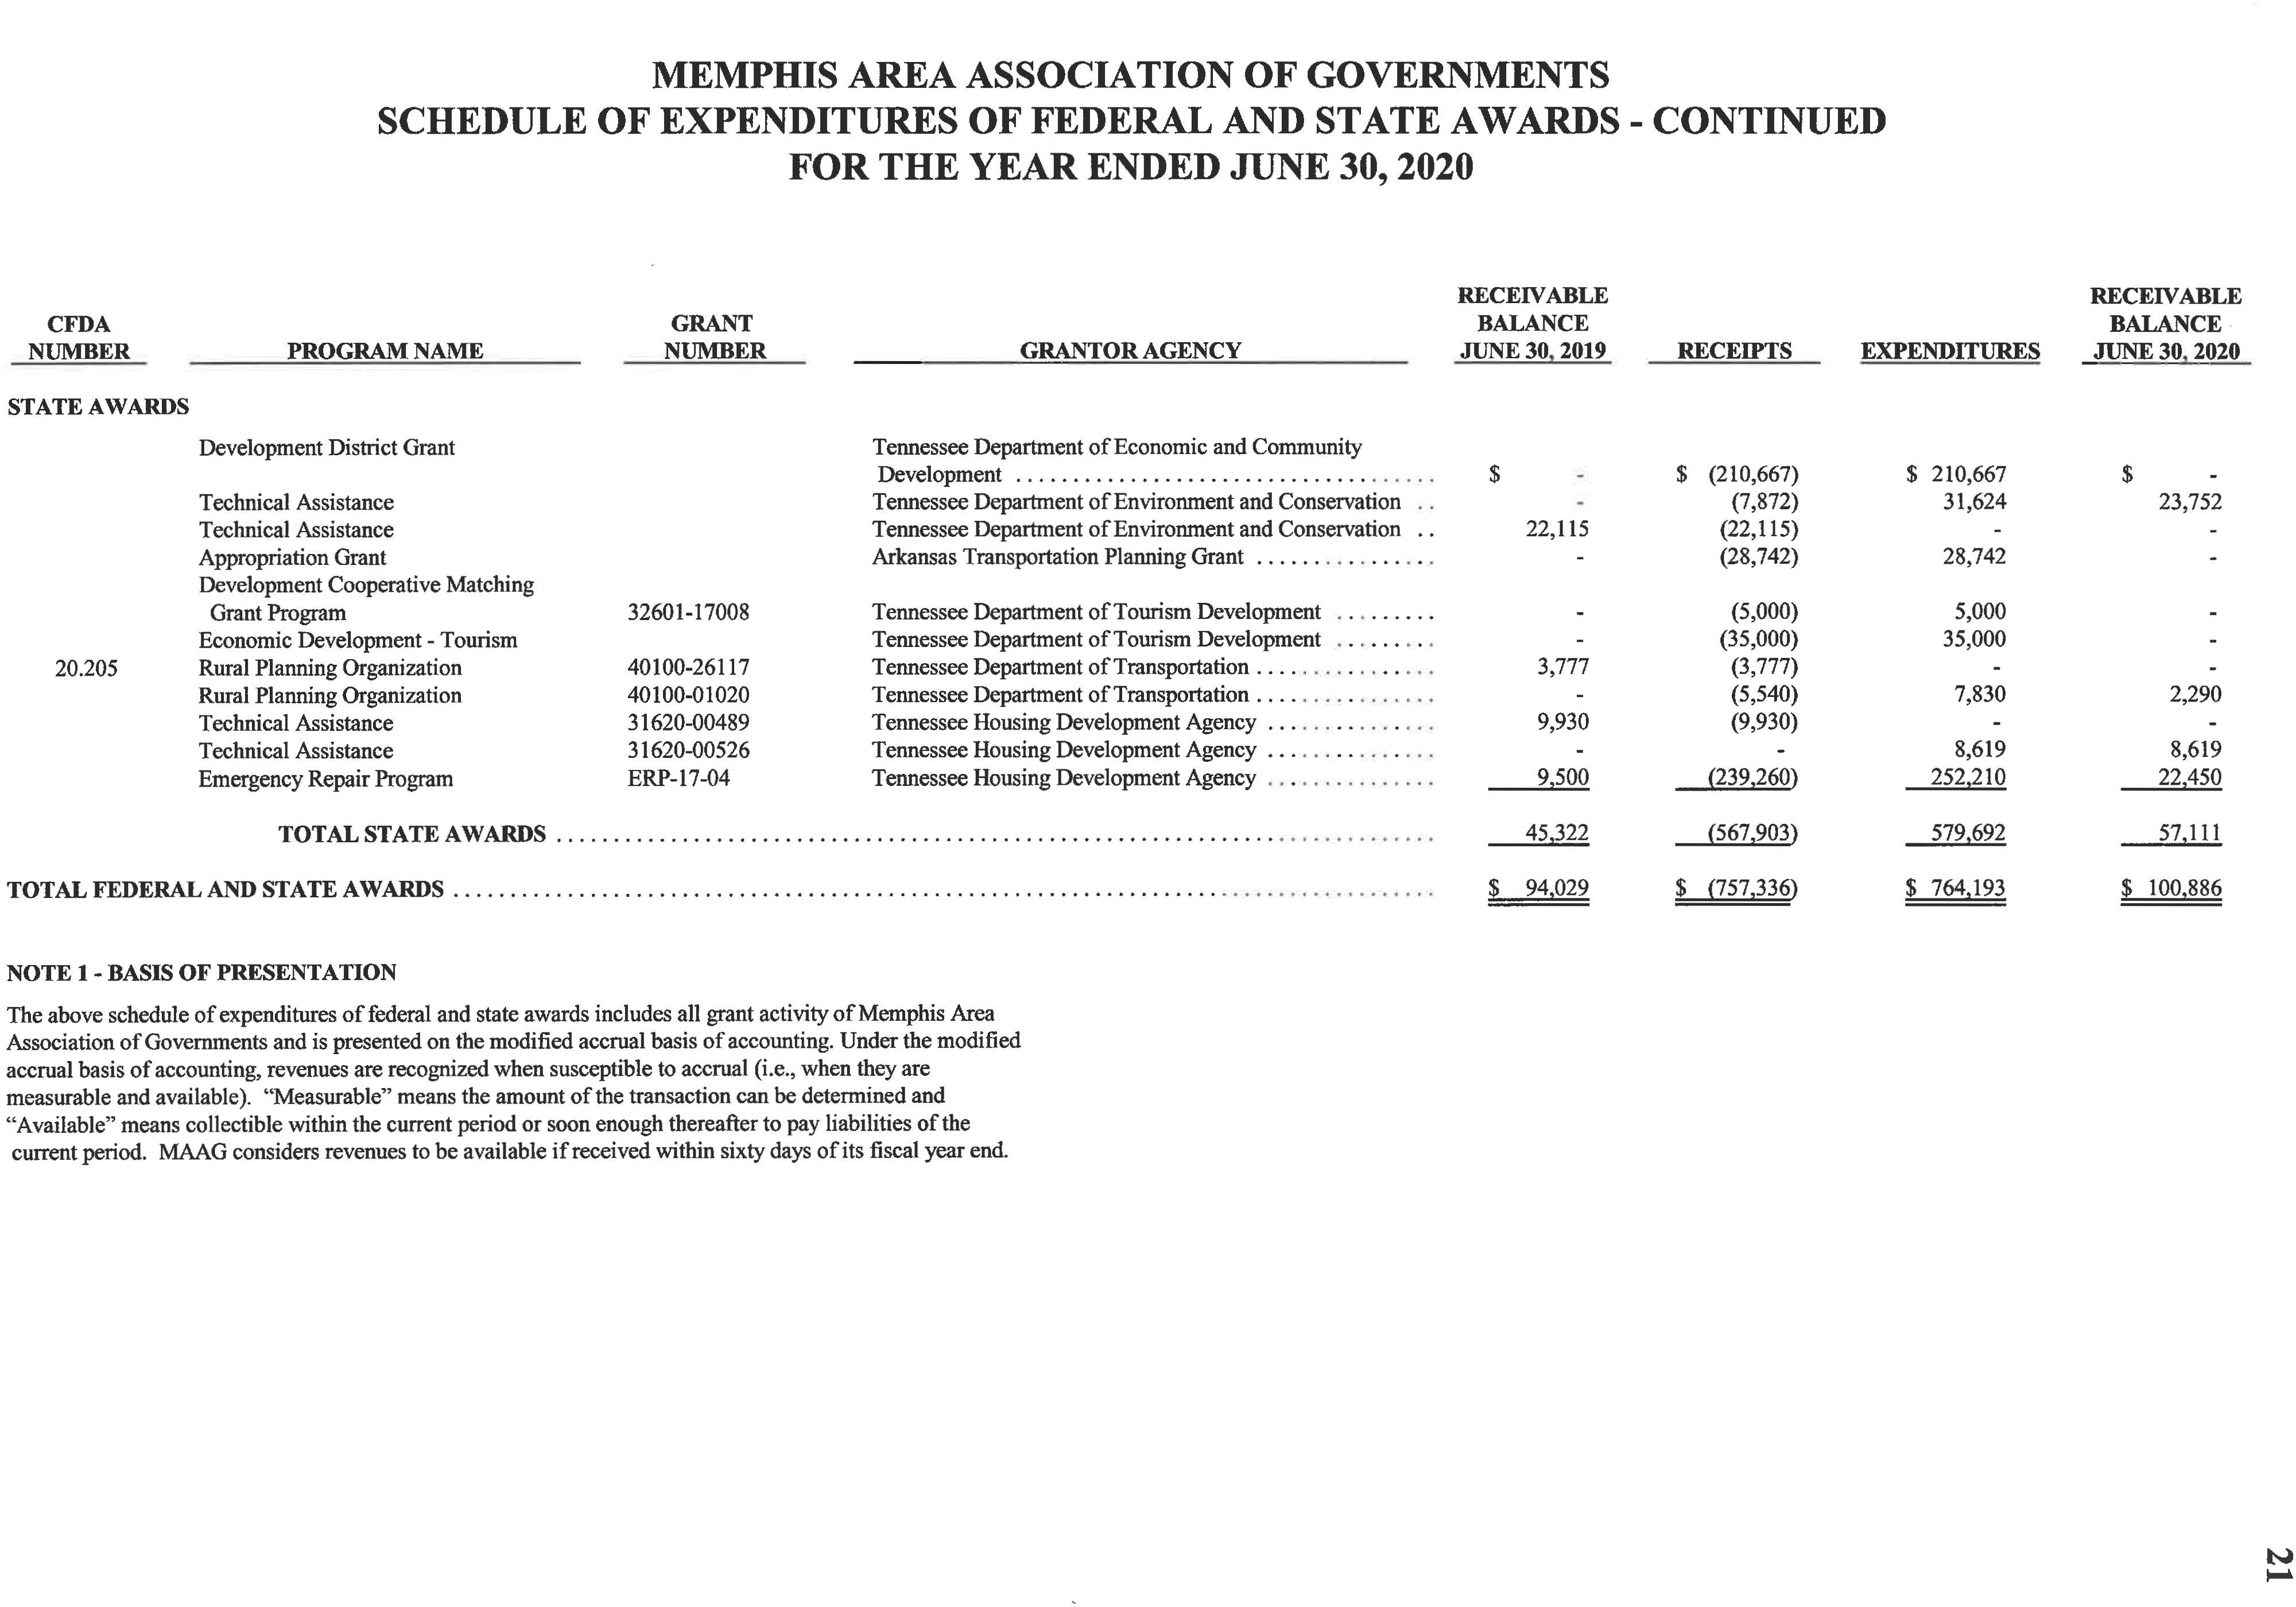 MEMPHIS AREA ASSOCIATION OF GOVERNMENTS
SCHEDULE OF EXPENDITURES OF FEDERAL AND STATE AWARDS - CONTINUED
FOR THE YEAR ENDED JUNE 30, 2020
RECEIVABLE RECEIVABLE
CFDA GRANT BALANCE BALANCE
NUMBER PROGRAM NAME NUMBER GRANTOR AGENCY JUNE 30, 2019 RECEIPTS EXPENDITURES JUNE 30, 2020
STATE AWARDS
Development District Grant Tennessee Department of Economic and Community
Development ..................................... $ - $ (210,667) $ 210,667 $ -
Technical Assistance Tennessee Department of Environment and Conservation .. - (7,872) 31,624 23,752
Technical Assistance Tennessee Department of Environment and Conservation .. 22,115 (22,115) - -
Appropriation Grant Arkansas Transportation Planning Grant ................ - (28,742) 28,742 -
Development Cooperative Matching
Grant Program 32601-17008 Tennessee Department of Tourism Development ......... - (5,000) 5,000 -
Economic Development - Tourism Tennessee Department of Tourism Development ......... - (35,000) 35,000 -
20.205 Rural Planning Organization 40100-26117 Tennessee Department of Transportation ................ 3,777 (3,777) - -
Rural Planning Organization 40100-01020 Tennessee Department of Transportation ................ - (5,540) 7,830 2,290
Technical Assistance 31620-00489 Tennessee Housing Development Agency ............... 9,930 (9,930) - -
Technical Assistance 31620-00526 Tennessee Housing Development Agency ............... - - 8,619 8,619
Emergency Repair Program ERP-17-04 Tennessee Housing Development Agency ............... 9,500 (239,260) 252,210 22,450
TOTAL STATE AWARDS ............................................................................. 45,322 (567,903) 579,692 57,111
TOTAL FEDERAL AND STATE AWARDS ...................................................................................... $ 94,029 $ (757,336) $ 764,193 $ 100,886
NOTE 1 - BASIS OF PRESENTATION
The above schedule of expenditures of federal and state awards includes all grant activity of Memphis Area
Association of Governments and is presented on the modified accrual basis of accounting. Under the modified
accrual basis of accounting, revenues are recognized when susceptible to accrual (i.e., when they are
measurable and available). “Measurable” means the amount of the transaction can be determined and
“Available” means collectible within the current period or soon enough thereafter to pay liabilities of the
current period. MAAG considers revenues to be available if received within sixty days of its fiscal year end.
21